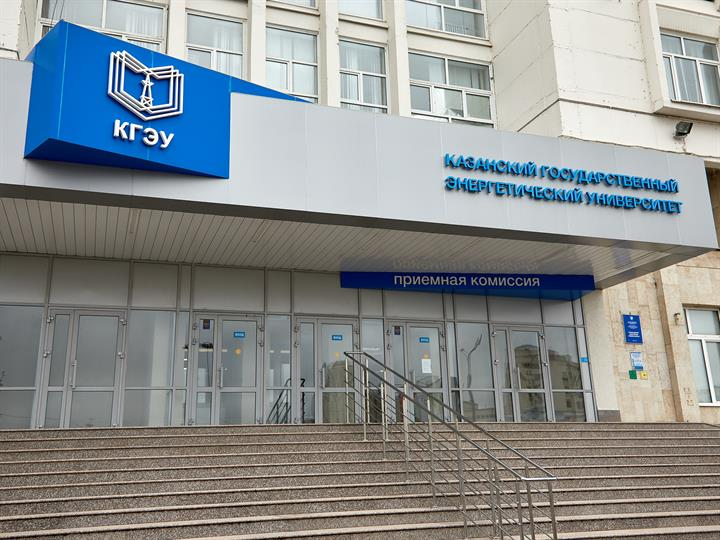 КГЭУ
КАЗАНСКИЙ ГОСУДАРСТВЕННЫЙ
ЭНЕРГЕТИЧЕСКИЙ УНИВЕРСИТЕТ
приемная комиссия